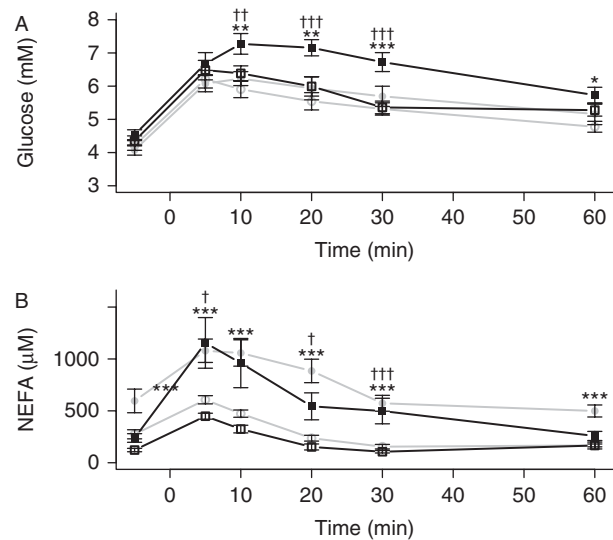 A
Glucose (mM)
8
7
6
5
4
3
†† ††† †††
** ** *** *
0 10 20 30 40 50 60
Time (min)
B
NEFA (μM)
1000
500
0
† † †††
*** *** *** *** *** ***
0 10 20 30 40 50 60
Time (min)